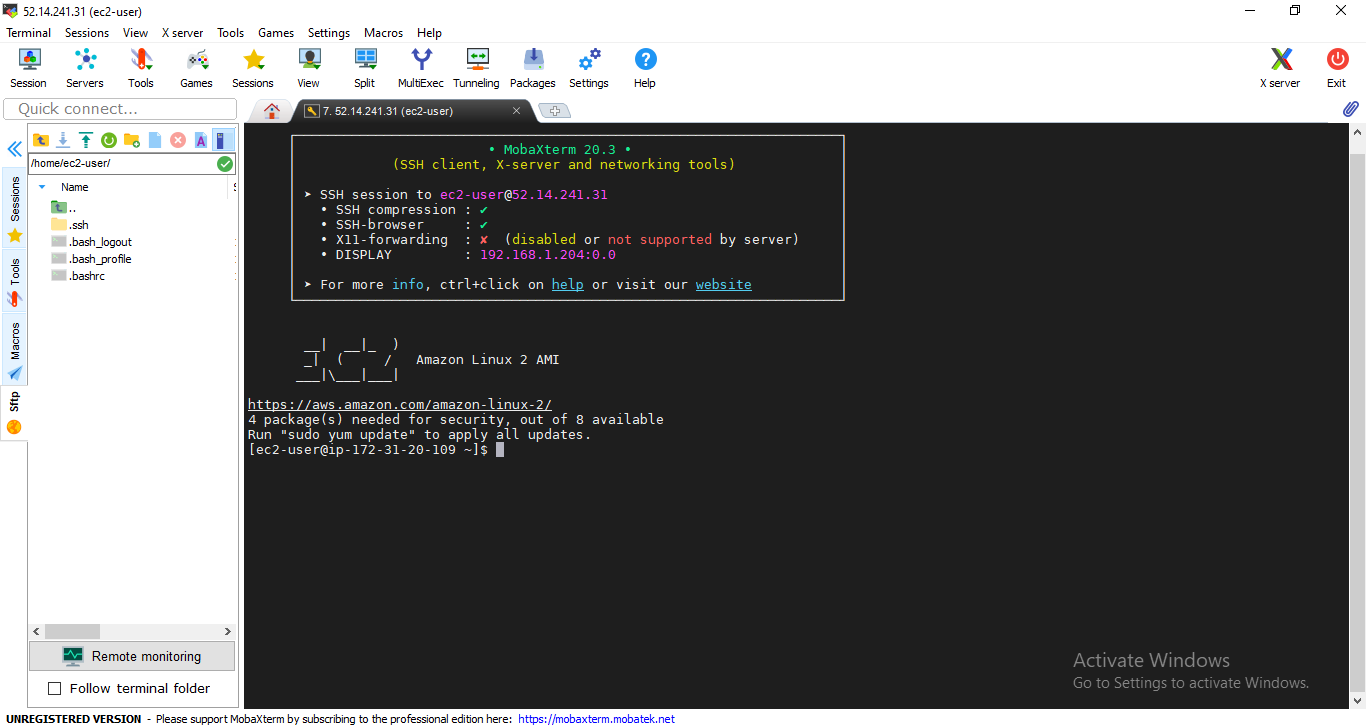 52.14.241.31 (ec2-user)
Terminal Sessions View X server Tools Games Settings Macros Help
Session Servers Tools Games Sessions View Split MultiExec Tunneling Packages Settings Help X server Exit
Quick connect...
7. 52.14.241.31 (ec2-user)
/home/ec2-user/
Name
..
.ssh
.bash_logout
.bash_profile
.bashrc
Sessions
Tools
Macros
Sftp
Remote monitoring
Follow terminal folder
• MobaXterm 20.3 •
(SSH client, X-server and networking tools)
➤ SSH session to ec2-user@52.14.241.31
• SSH compression : ✔
• SSH-browser : ✔
• X11-forwarding : ✘ (disabled or not supported by server)
• DISPLAY : 192.168.1.204:0.0
➤ For more info, ctrl+click on help or visit our website
__| __|_ )
_| ( / Amazon Linux 2 AMI
___|\___|___|
https://aws.amazon.com/amazon-linux-2/
4 package(s) needed for security, out of 8 available
Run "sudo yum update" to apply all updates.
[ec2-user@ip-172-31-20-109 ~]$
Activate Windows
Go to Settings to activate Windows.
UNREGISTERED VERSION - Please support MobaXterm by subscribing to the professional edition here: https://mobaxterm.mobatek.net